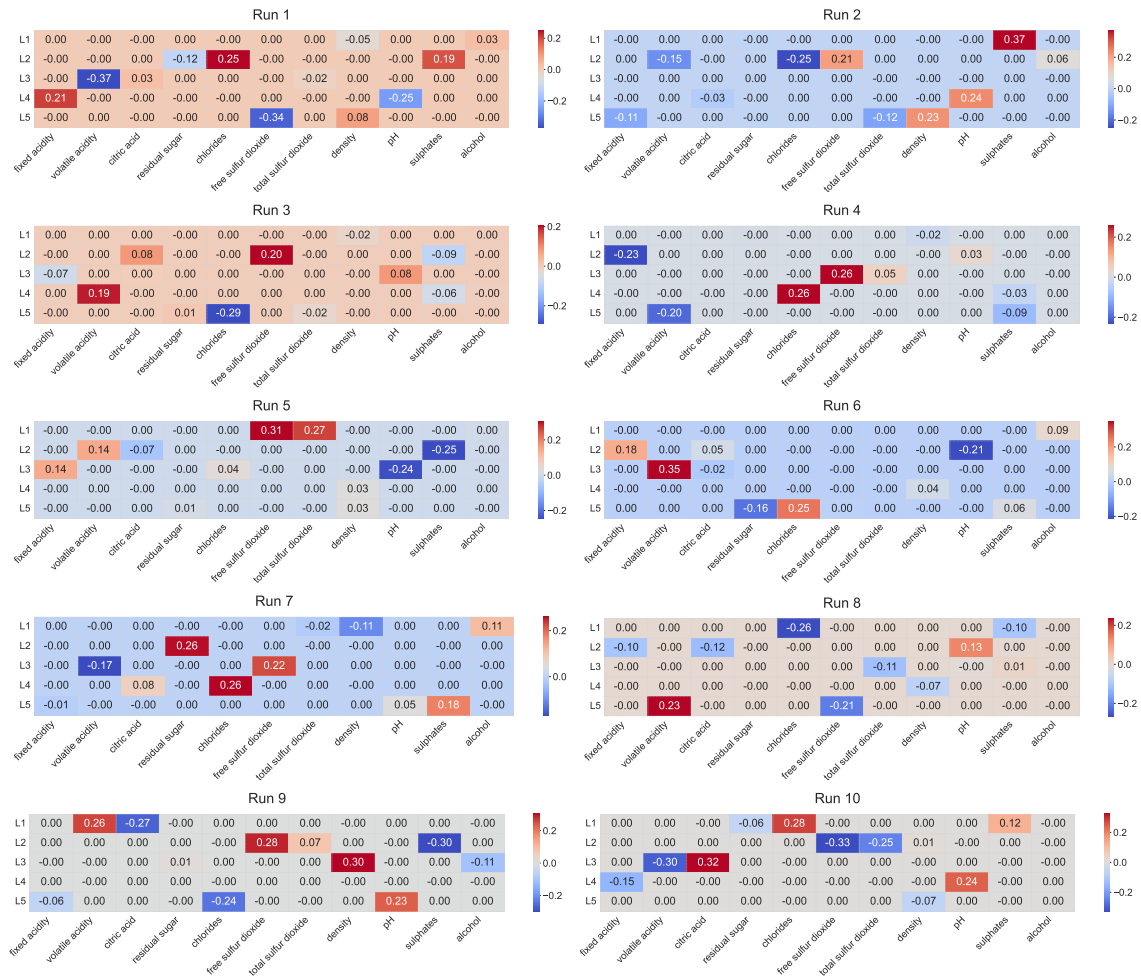 Run 1
L1 0.00 -0.00 -0.00 0.00 -0.00 0.00 -0.00 -0.05 0.00 -0.00 0.03
L2 0.00 -0.00 0.00 -0.12 0.25 -0.00 -0.00 0.00 -0.00 0.19 0.00
L3 -0.00 -0.37 0.03 -0.00 -0.00 0.00 -0.02 -0.00 0.00 -0.00 0.00
L4 0.21 -0.00 -0.00 -0.00 -0.00 -0.00 0.00 -0.00 -0.25 -0.00 0.00
L5 -0.00 0.00 -0.00 0.00 -0.00 -0.34 -0.00 0.08 0.00 -0.00 0.00
0.2
0.0
−0.2
fixed acidity
volatile acidity
citric acid
residual sugar
chlorides
free sulfur dioxide
total sulfur dioxide
density
pH
sulphates
alcohol
Run 2
L1 -0.00 -0.00 -0.00 0.00 0.00 -0.00 -0.00 -0.00 -0.00 0.37 -0.00
L2 0.00 -0.15 -0.00 0.00 -0.25 0.21 0.00 -0.00 0.00 0.00 0.06
L3 0.00 0.00 -0.00 0.00 0.00 -0.00 -0.00 0.00 -0.00 0.00 -0.00
L4 -0.00 0.00 -0.03 -0.00 0.00 -0.00 0.00 -0.00 0.24 -0.00 0.00
L5 -0.11 -0.00 -0.00 0.00 -0.00 0.00 -0.12 0.23 -0.00 0.00 -0.00
0.2
0.0
−0.2
fixed acidity
volatile acidity
citric acid
residual sugar
chlorides
free sulfur dioxide
total sulfur dioxide
density
pH
sulphates
alcohol
Run 3
L1 0.00 0.00 0.00 -0.00 0.00 0.00 -0.00 -0.02 -0.00 0.00 -0.00
L2 -0.00 0.00 0.08 -0.00 0.00 0.20 -0.00 0.00 0.00 -0.09 -0.00
L3 -0.07 0.00 0.00 -0.00 0.00 -0.00 -0.00 -0.00 0.08 -0.00 -0.00
L4 0.00 0.19 -0.00 -0.00 0.00 -0.00 0.00 -0.00 0.00 -0.06 -0.00
L5 -0.00 0.00 -0.00 0.01 -0.29 -0.00 -0.02 -0.00 -0.00 0.00 -0.00
0.2
0.0
−0.2
fixed acidity
volatile acidity
citric acid
residual sugar
chlorides
free sulfur dioxide
total sulfur dioxide
density
pH
sulphates
alcohol
Run 4
L1 0.00 0.00 -0.00 0.00 -0.00 -0.00 0.00 -0.02 -0.00 0.00 0.00
L2 -0.23 -0.00 -0.00 0.00 0.00 -0.00 -0.00 0.00 0.03 -0.00 -0.00
L3 0.00 -0.00 -0.00 0.00 0.00 0.26 0.05 -0.00 0.00 -0.00 0.00
L4 -0.00 0.00 -0.00 -0.00 0.26 -0.00 -0.00 0.00 -0.00 -0.03 -0.00
L5 -0.00 -0.20 0.00 -0.00 0.00 -0.00 0.00 -0.00 -0.00 -0.09 -0.00
0.2
0.0
−0.2
fixed acidity
volatile acidity
citric acid
residual sugar
chlorides
free sulfur dioxide
total sulfur dioxide
density
pH
sulphates
alcohol
Run 5
L1 -0.00 -0.00 -0.00 0.00 -0.00 0.31 0.27 -0.00 0.00 -0.00 0.00
L2 -0.00 0.14 -0.07 0.00 0.00 -0.00 -0.00 0.00 -0.00 -0.25 -0.00
L3 0.14 -0.00 -0.00 -0.00 0.04 -0.00 0.00 -0.00 -0.24 -0.00 0.00
L4 -0.00 0.00 0.00 -0.00 -0.00 0.00 -0.00 0.03 -0.00 -0.00 0.00
L5 0.00 -0.00 -0.00 0.01 -0.00 0.00 -0.00 0.03 -0.00 0.00 0.00
0.2
0.0
−0.2
fixed acidity
volatile acidity
citric acid
residual sugar
chlorides
free sulfur dioxide
total sulfur dioxide
density
pH
sulphates
alcohol
Run 6
L1 -0.00 0.00 -0.00 0.00 -0.00 -0.00 0.00 -0.00 0.00 0.00 0.09
L2 0.18 -0.00 0.05 -0.00 0.00 -0.00 -0.00 0.00 -0.21 -0.00 0.00
L3 -0.00 0.35 -0.02 -0.00 0.00 -0.00 0.00 0.00 0.00 -0.00 0.00
L4 -0.00 -0.00 0.00 -0.00 -0.00 0.00 -0.00 0.04 -0.00 0.00 -0.00
L5 0.00 0.00 -0.00 -0.16 0.25 -0.00 0.00 -0.00 -0.00 0.06 0.00
0.2
0.0
−0.2
fixed acidity
volatile acidity
citric acid
residual sugar
chlorides
free sulfur dioxide
total sulfur dioxide
density
pH
sulphates
alcohol
Run 7
L1 0.00 -0.00 0.00 -0.00 -0.00 0.00 -0.02 -0.11 -0.00 0.00 0.11
L2 -0.00 0.00 -0.00 0.26 0.00 -0.00 0.00 -0.00 0.00 -0.00 -0.00
L3 -0.00 -0.17 -0.00 -0.00 0.00 0.22 0.00 0.00 0.00 -0.00 0.00
L4 -0.00 0.00 0.08 -0.00 0.26 -0.00 0.00 -0.00 -0.00 0.00 0.00
L5 -0.01 -0.00 -0.00 0.00 -0.00 0.00 -0.00 0.00 0.05 0.18 -0.00
0.2
0.0
fixed acidity
volatile acidity
citric acid
residual sugar
chlorides
free sulfur dioxide
total sulfur dioxide
density
pH
sulphates
alcohol
Run 8
L1 -0.00 0.00 -0.00 0.00 -0.26 0.00 -0.00 0.00 -0.00 -0.10 -0.00
L2 -0.10 -0.00 -0.12 -0.00 0.00 -0.00 0.00 -0.00 0.13 -0.00 -0.00
L3 -0.00 -0.00 0.00 -0.00 0.00 0.00 -0.11 -0.00 -0.00 0.01 -0.00
L4 -0.00 0.00 -0.00 0.00 -0.00 0.00 -0.00 -0.07 -0.00 0.00 0.00
L5 -0.00 0.23 -0.00 -0.00 0.00 -0.21 0.00 -0.00 0.00 -0.00 0.00
0.2
0.0
−0.2
fixed acidity
volatile acidity
citric acid
residual sugar
chlorides
free sulfur dioxide
total sulfur dioxide
density
pH
sulphates
alcohol
Run 9
L1 0.00 0.26 -0.27 -0.00 0.00 0.00 -0.00 0.00 -0.00 0.00 -0.00
L2 0.00 0.00 -0.00 0.00 -0.00 0.28 0.07 0.00 -0.00 -0.30 -0.00
L3 -0.00 0.00 -0.00 0.01 -0.00 0.00 -0.00 0.30 0.00 0.00 -0.11
L4 -0.00 -0.00 0.00 -0.00 0.00 -0.00 0.00 -0.00 -0.00 0.00 -0.00
L5 -0.06 -0.00 0.00 0.00 -0.24 -0.00 0.00 -0.00 0.23 -0.00 0.00
0.2
0.0
−0.2
fixed acidity
volatile acidity
citric acid
residual sugar
chlorides
free sulfur dioxide
total sulfur dioxide
density
pH
sulphates
alcohol
Run 10
L1 0.00 0.00 -0.00 -0.06 0.28 0.00 -0.00 -0.00 -0.00 0.12 -0.00
L2 0.00 0.00 0.00 -0.00 0.00 -0.33 -0.25 0.01 -0.00 0.00 -0.00
L3 0.00 -0.30 0.32 0.00 -0.00 0.00 -0.00 0.00 0.00 -0.00 0.00
L4 -0.15 -0.00 -0.00 -0.00 0.00 -0.00 0.00 -0.00 0.24 -0.00 0.00
L5 0.00 0.00 -0.00 0.00 -0.00 0.00 -0.00 -0.07 -0.00 0.00 0.00
0.2
0.0
−0.2
fixed acidity
volatile acidity
citric acid
residual sugar
chlorides
free sulfur dioxide
total sulfur dioxide
density
pH
sulphates
alcohol